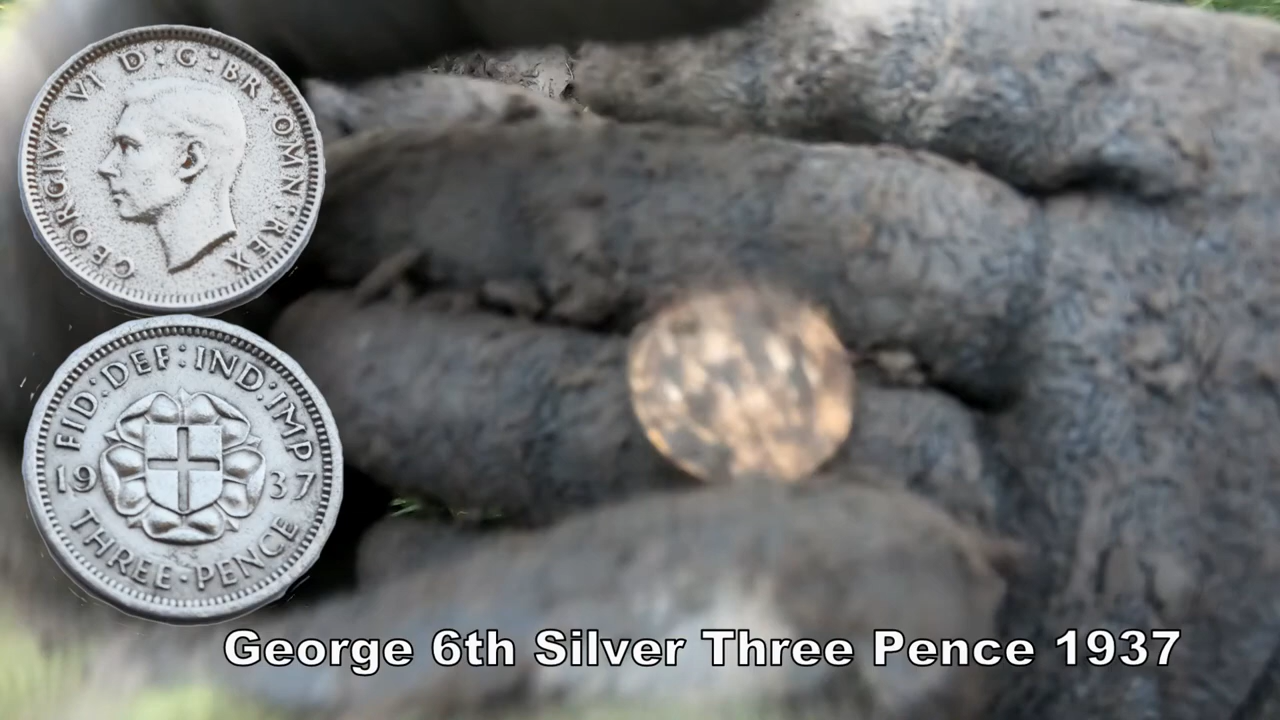 GEORGIVS VI D:G:BR:OMN:REX
FID:DEF:IND:IMP
19 37
THREE·PENCE
George 6th Silver Three Pence 1937